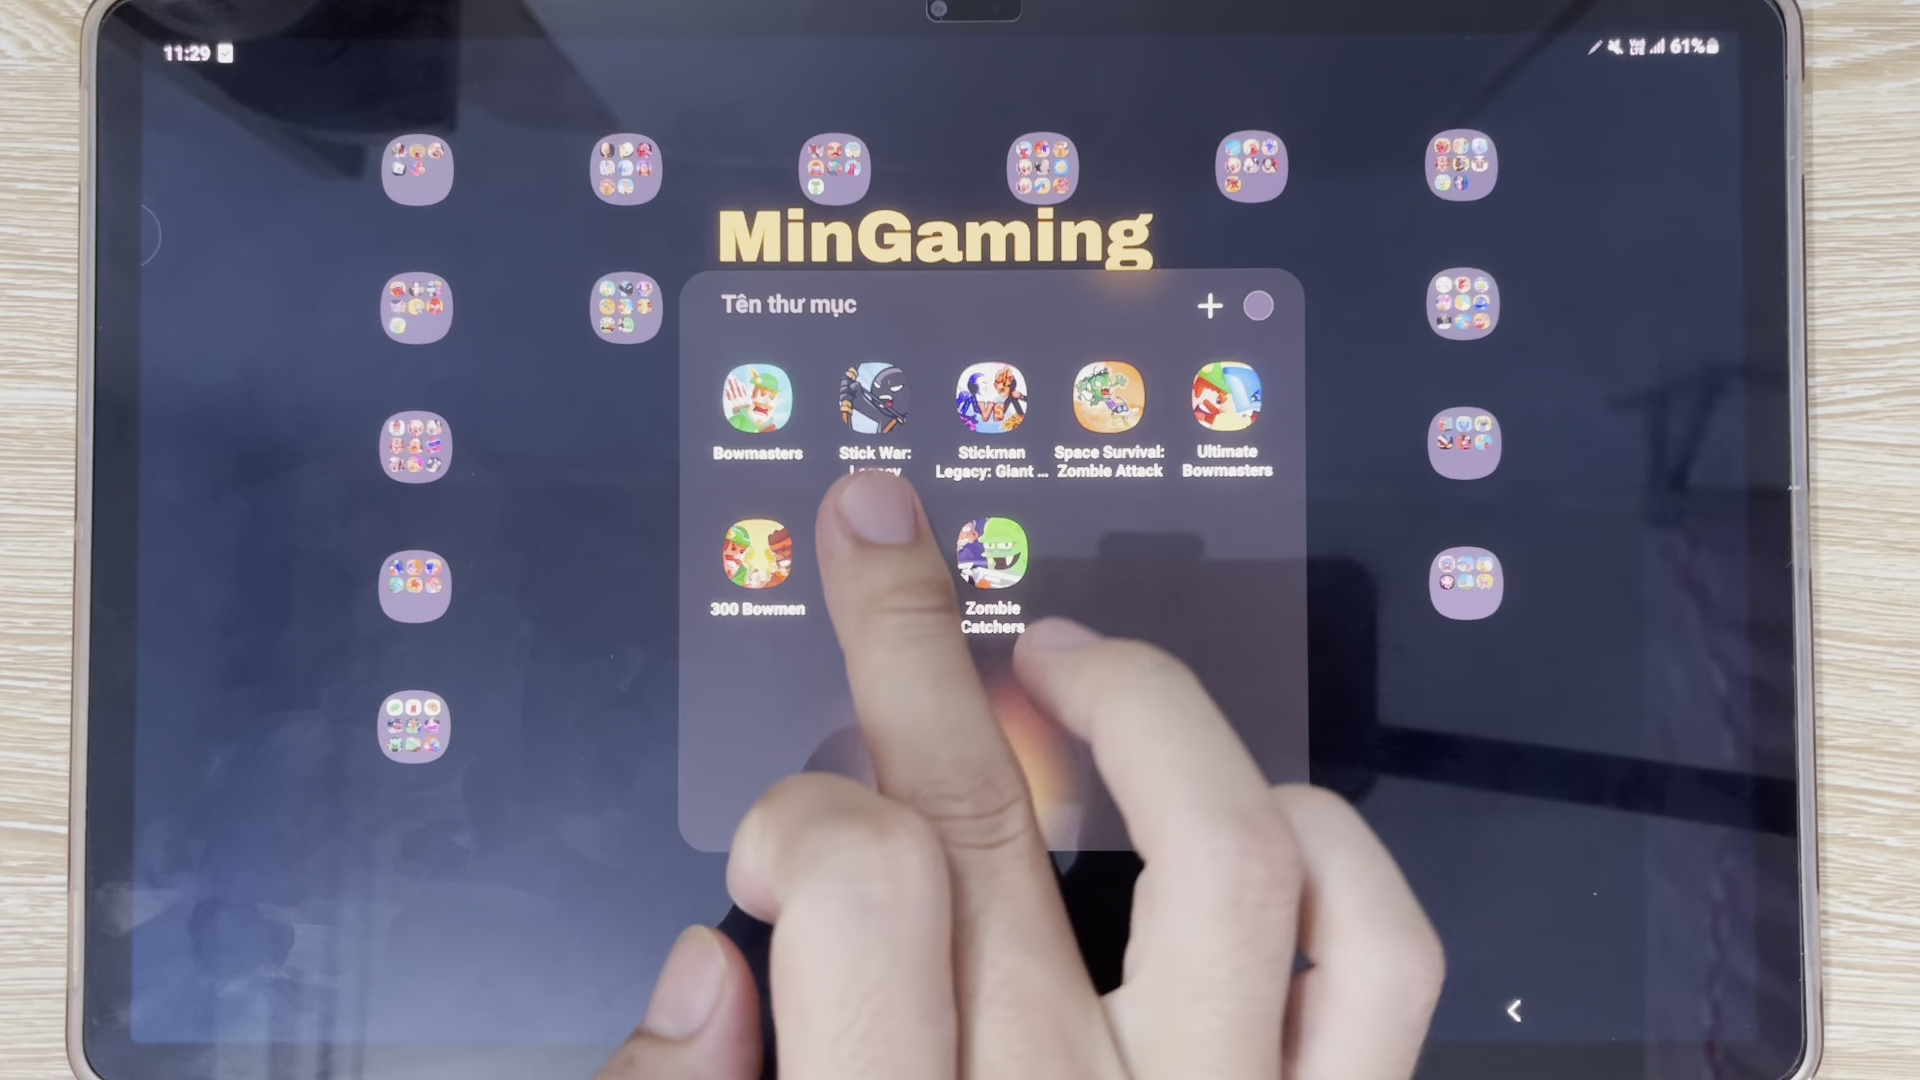 11:29
61%
MinGaming
Tên thư mục
Bowmasters
Stick War:
Stickman
Legacy: Giant ...
Space Survival:
Zombie Attack
Ultimate
Bowmasters
300 Bowmen
Zombie
Catchers